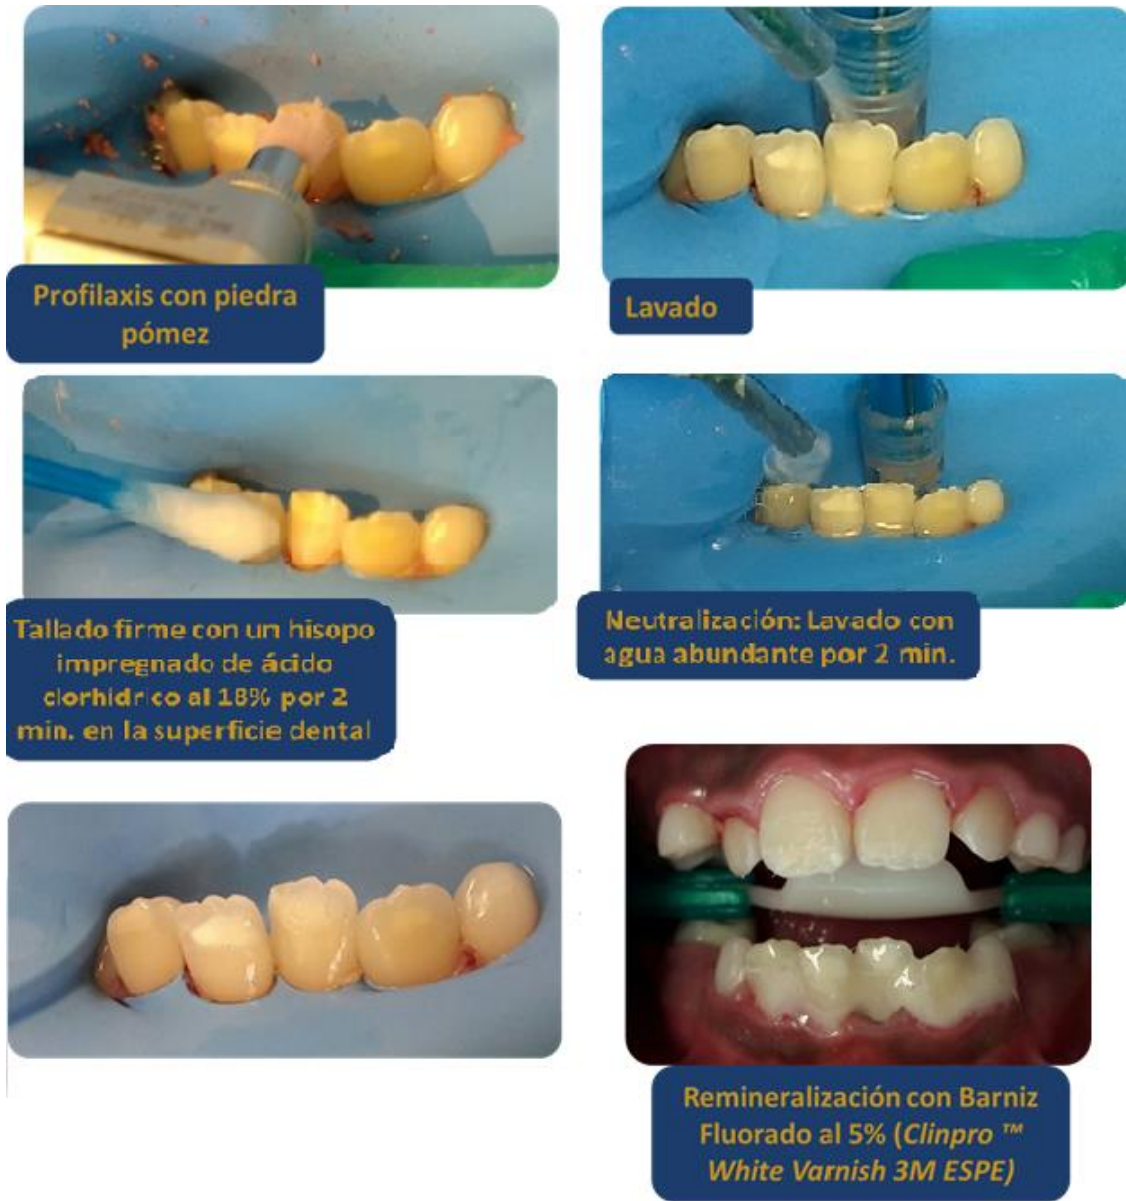 Profilaxis con piedra
pómez
Lavado
Tallado firme con un hisopo
impregnado de ácido
clorhídrico al 18% por 2
min. en la superficie dental
Neutralización: Lavado con
agua abundante por 2 min.
Remineralización con Barniz
Fluorado al 5% (Clinpro ™
White Varnish 3M ESPE)